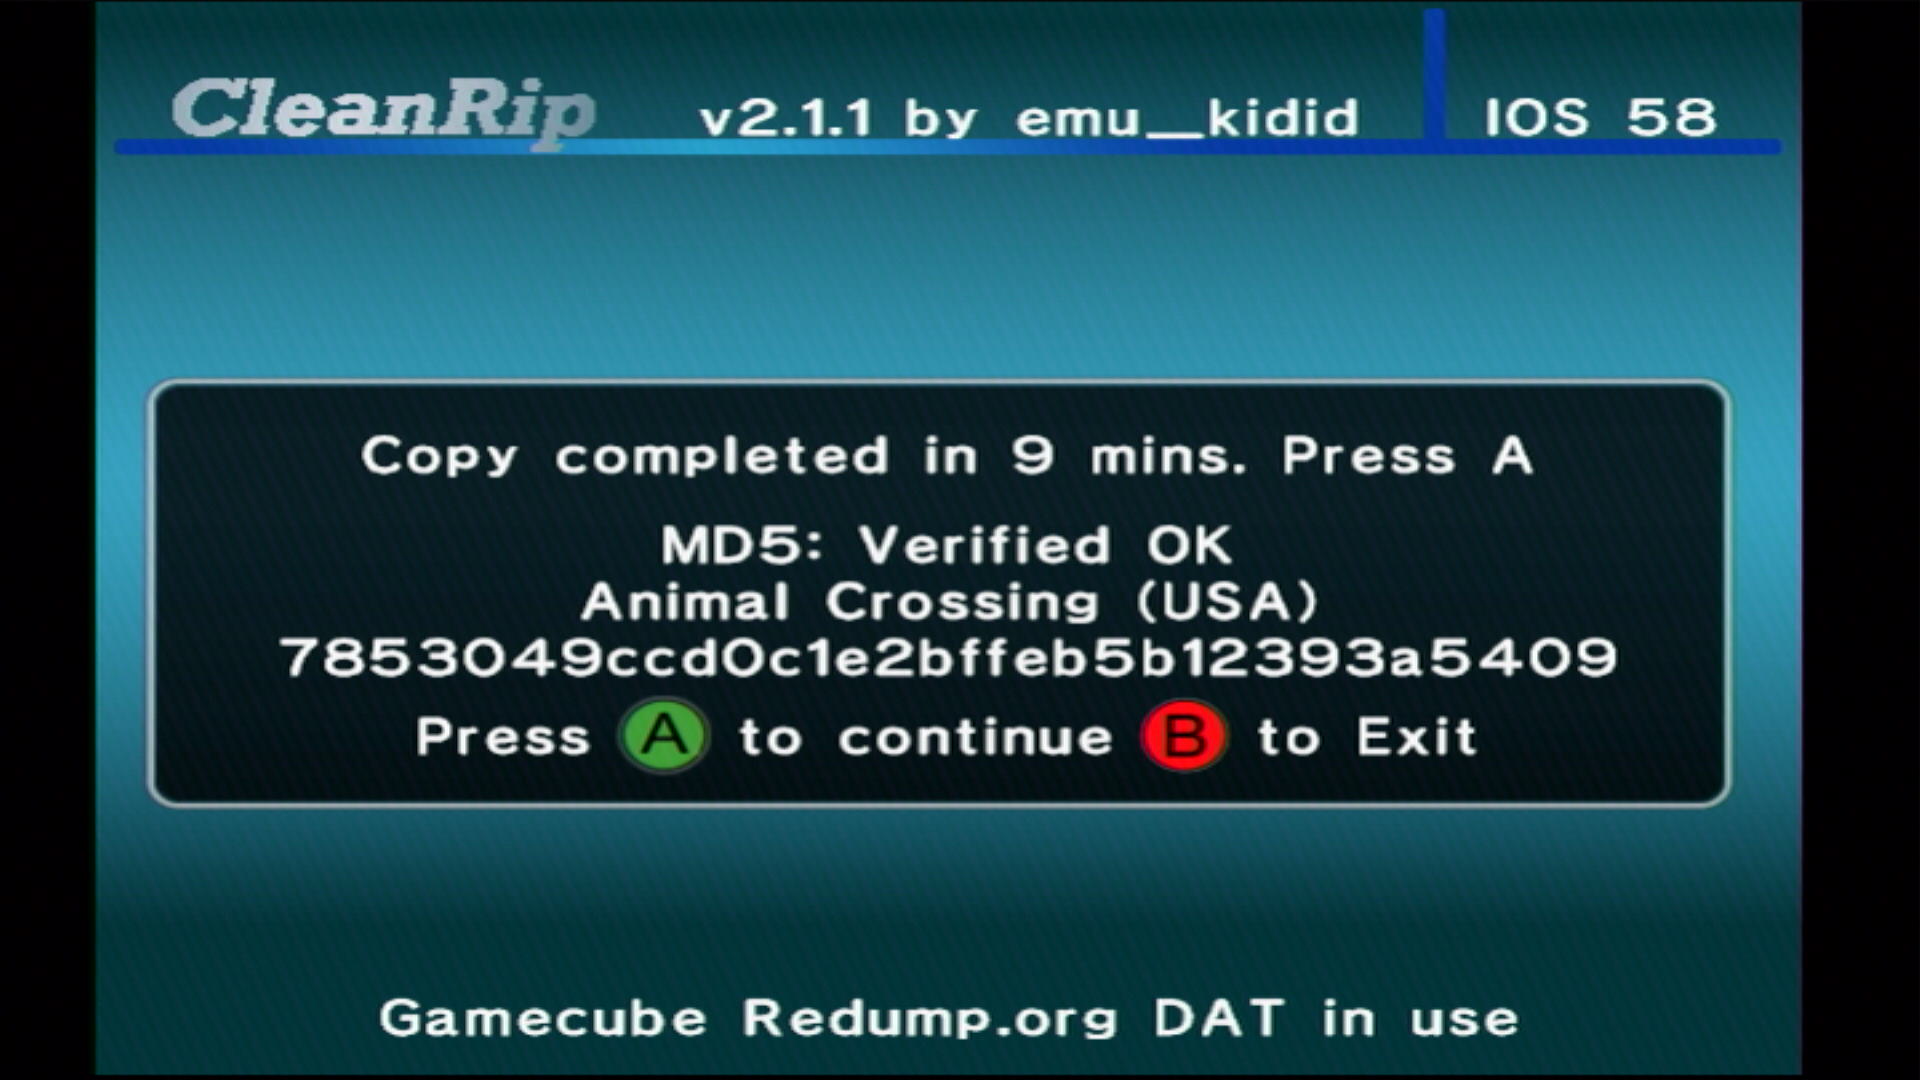 CleanRip v2.1.1 by emu_kidid IOS 58
Copy completed in 9 mins. Press A
MD5: Verified OK
Animal Crossing (USA)
7853049ccd0c1e2bffeb5b12393a5409
Press A to continue B to Exit
Gamecube Redump.org DAT in use